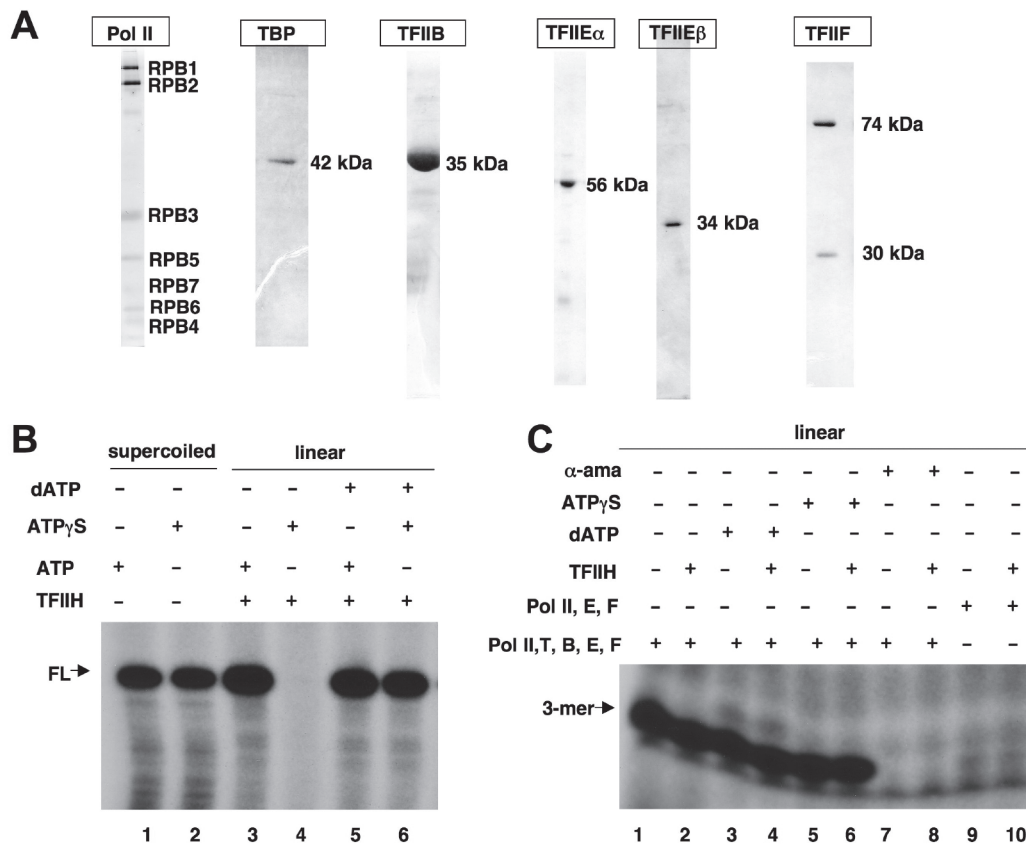 A
Pol II TBP TFIIB TFIIEα TFIIEβ TFIIF
RPB1
RPB2
RPB3
RPB5
RPB7
RPB6
RPB4
42 kDa
35 kDa
56 kDa
34 kDa
74 kDa
30 kDa
B
supercoiled linear
dATP – – – – + +
ATPγS – + – + – +
ATP + – + – + –
TFIIH – – + + + +
FL
1 2 3 4 5 6
C
linear
α-ama – – – – – – + + – –
ATPγS – – – – + + – – – –
dATP – – + + – – – – – –
TFIIH – + – + – + – + – +
Pol II, E, F – – – – – – – – + +
Pol II,T, B, E, F + + + + + + + + – –
3-mer
1 2 3 4 5 6 7 8 9 10